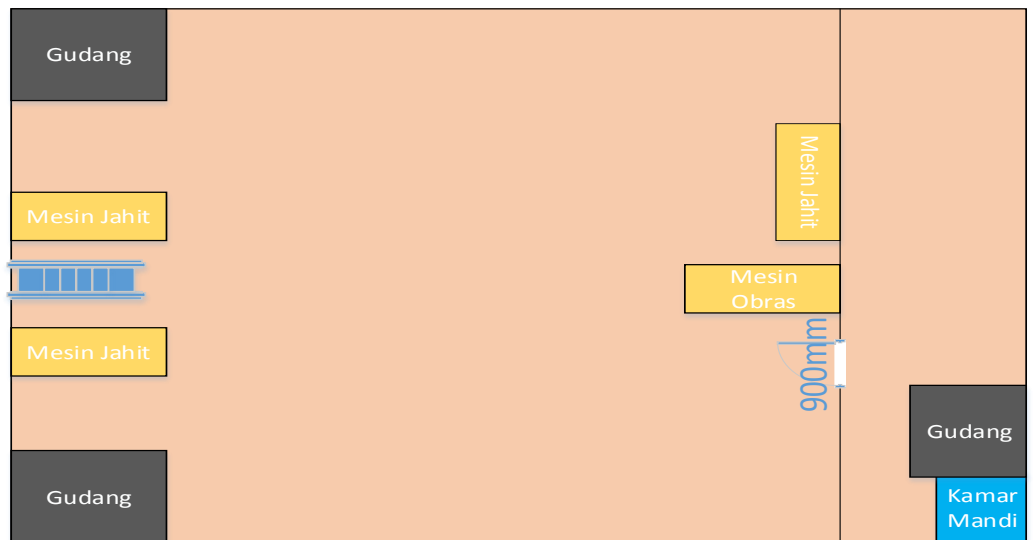 Gudang
Mesin Jahit
Mesin Jahit
Mesin
Obras
Mesin Jahit
900mm
Gudang
Gudang
Kamar
Mandi